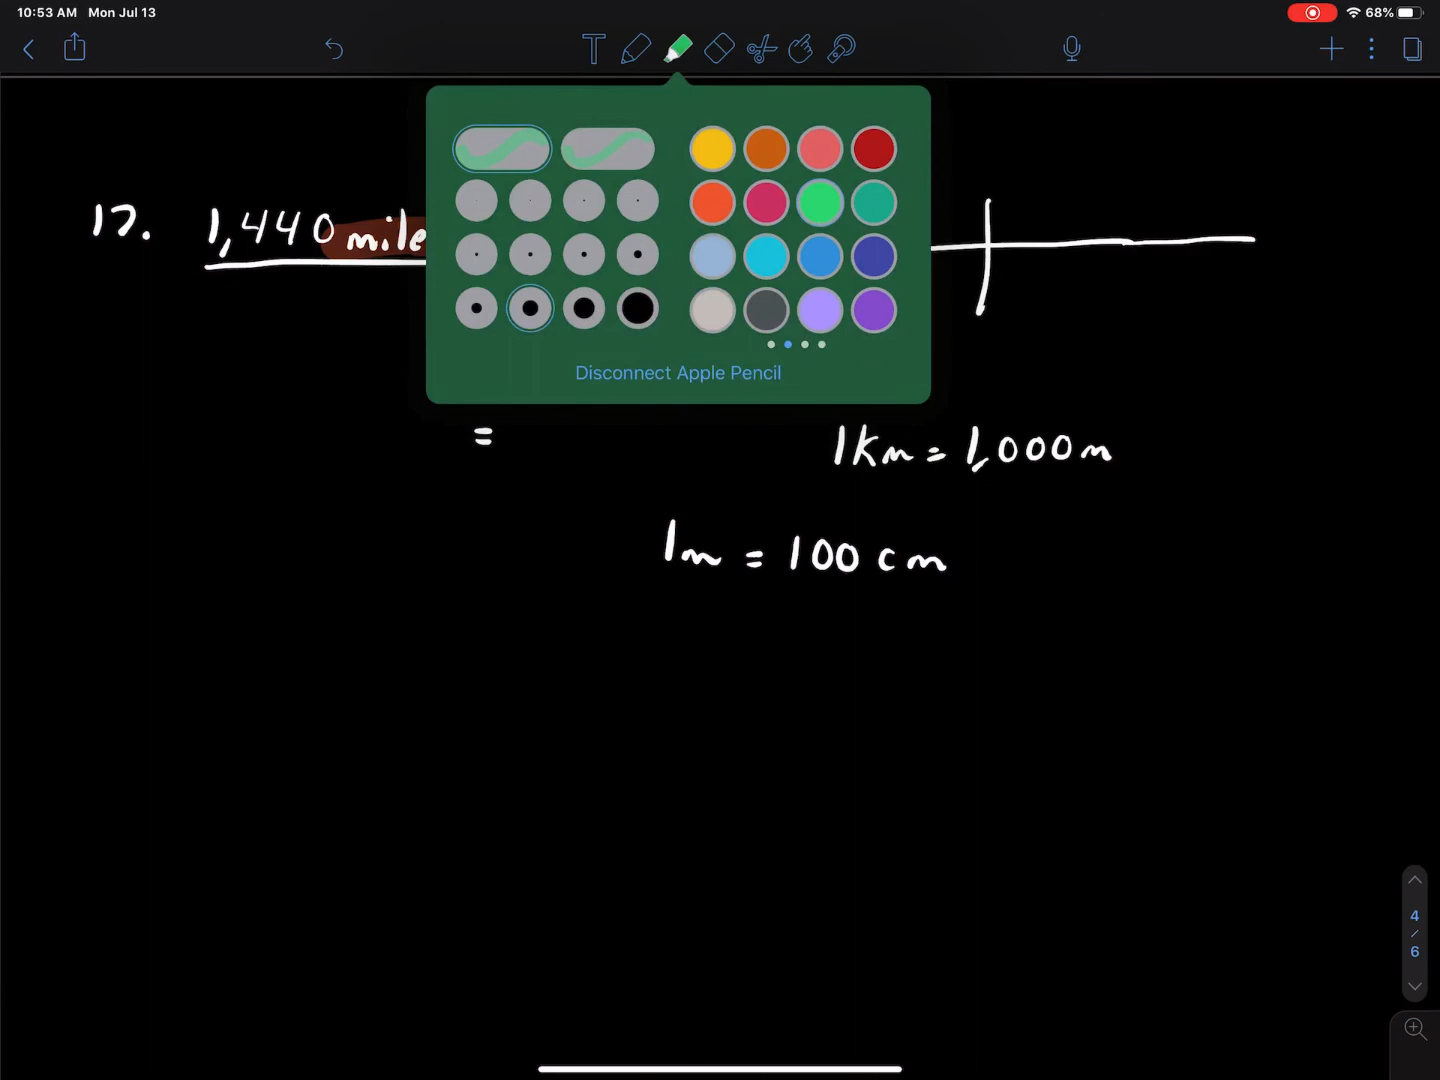 10:53 AM Mon Jul 13
68%
17. 1,440 mile
Disconnect Apple Pencil
=
1km = 1,000m
1m = 100 cm
4
/
6